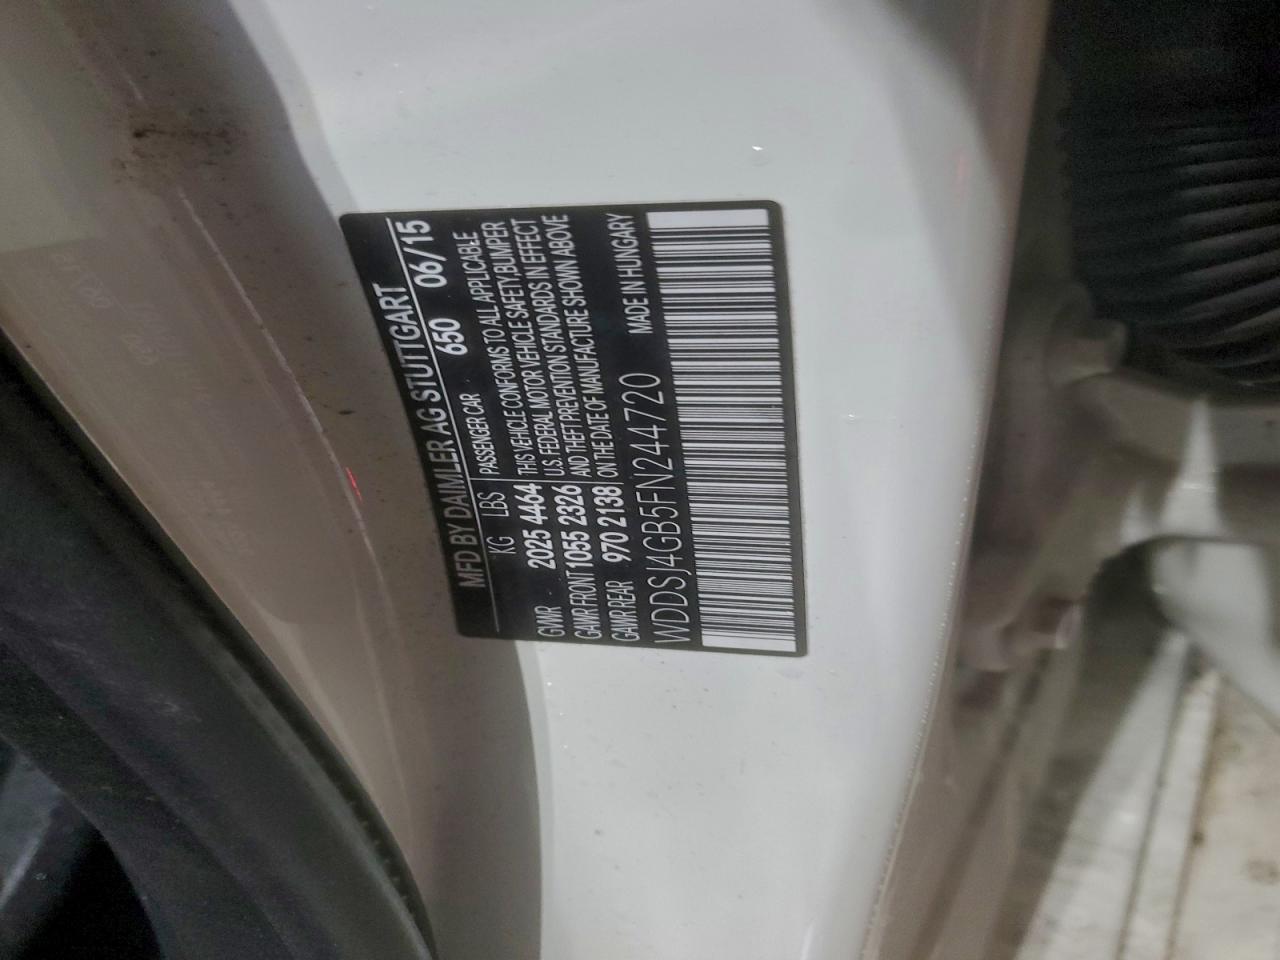 MFD BY DAIMLER AG STUTTGART
650 06/15
KG LBS
GVWR 2025 4464
GAWR FRONT 1055 2326
GAWR REAR 970 2138
PASSENGER CAR
THIS VEHICLE CONFORMS TO ALL APPLICABLE
U.S. FEDERAL MOTOR VEHICLE SAFETY, BUMPER
AND THEFT PREVENTION STANDARDS IN EFFECT
ON THE DATE OF MANUFACTURE SHOWN ABOVE
WDDSJ4GB5FN244720 MADE IN HUNGARY